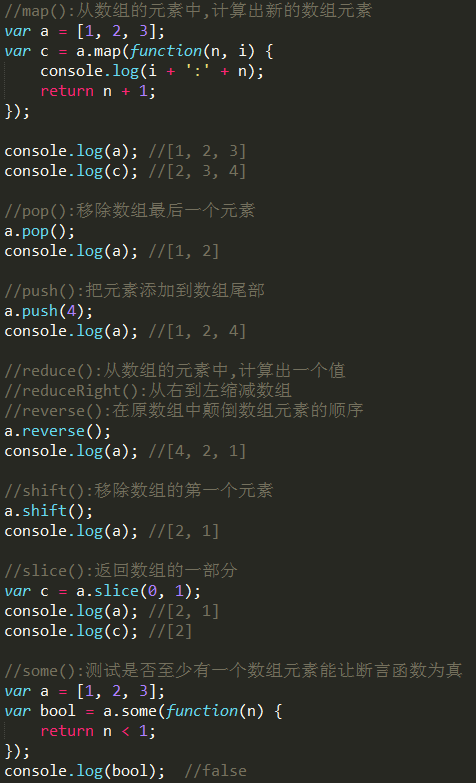 //map():从数组的元素中,计算出新的数组元素
var a = [1, 2, 3];
var c = a.map(function(n, i) {
    console.log(i + ':' + n);
    return n + 1;
});

console.log(a); //[1, 2, 3]
console.log(c); //[2, 3, 4]

//pop():移除数组最后一个元素
a.pop();
console.log(a); //[1, 2]

//push():把元素添加到数组尾部
a.push(4);
console.log(a); //[1, 2, 4]

//reduce():从数组的元素中,计算出一个值
//reduceRight():从右到左缩减数组
//reverse():在原数组中颠倒数组元素的顺序
a.reverse();
console.log(a); //[4, 2, 1]

//shift():移除数组的第一个元素
a.shift();
console.log(a); //[2, 1]

//slice():返回数组的一部分
var c = a.slice(0, 1);
console.log(a); //[2, 1]
console.log(c); //[2]

//some():测试是否至少有一个数组元素能让断言函数为真
var a = [1, 2, 3];
var bool = a.some(function(n) {
    return n < 1;
});
console.log(bool);  //false